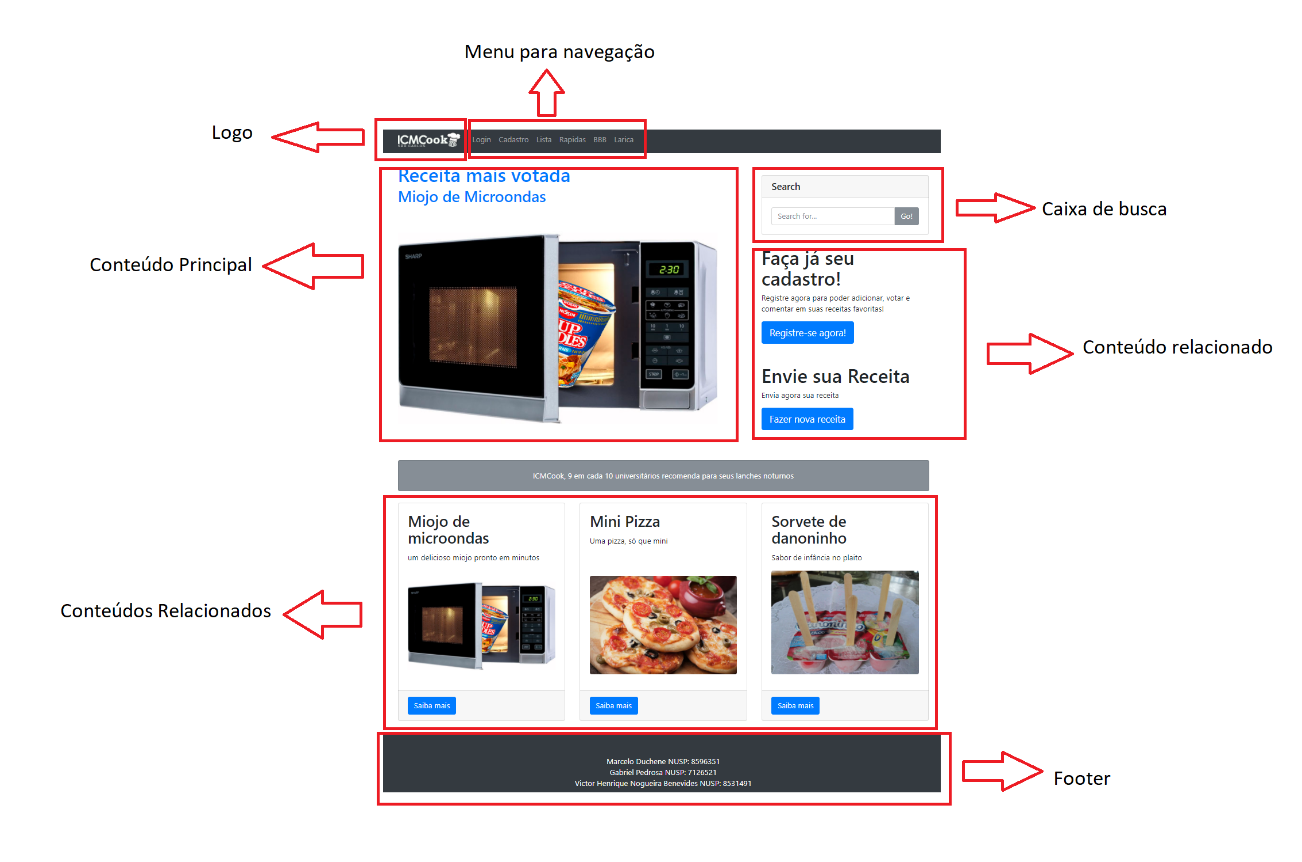 Menu para navegação
Logo
ICMCook
Login Cadastro Lista Rapidas BBB Larica
Receita mais votada
Miojo de Microondas
SHARP
2:30
CUP
NOODLES
Conteúdo Principal
Search
Search for...
Go!
Caixa de busca
Faça já seu
cadastro!
Registre agora para poder adicionar, votar e
comentar em suas receitas favoritas!
Registre-se agora!
Envie sua Receita
Envia agora sua receita
Fazer nova receita
Conteúdo relacionado
ICMCook, 9 em cada 10 universitários recomenda para seus lanches noturnos
Conteúdos Relacionados
Miojo de
microondas
um delicioso miojo pronto em minutos
Saiba mais
Mini Pizza
Uma pizza, só que mini
Saiba mais
Sorvete de
danoninho
Sabor de infância no plaito
Saiba mais
Marcelo Duchene NUSP: 8596351
Gabriel Pedrosa NUSP: 7126521
Victor Henrique Nogueira Benevides NUSP: 8531491
Footer